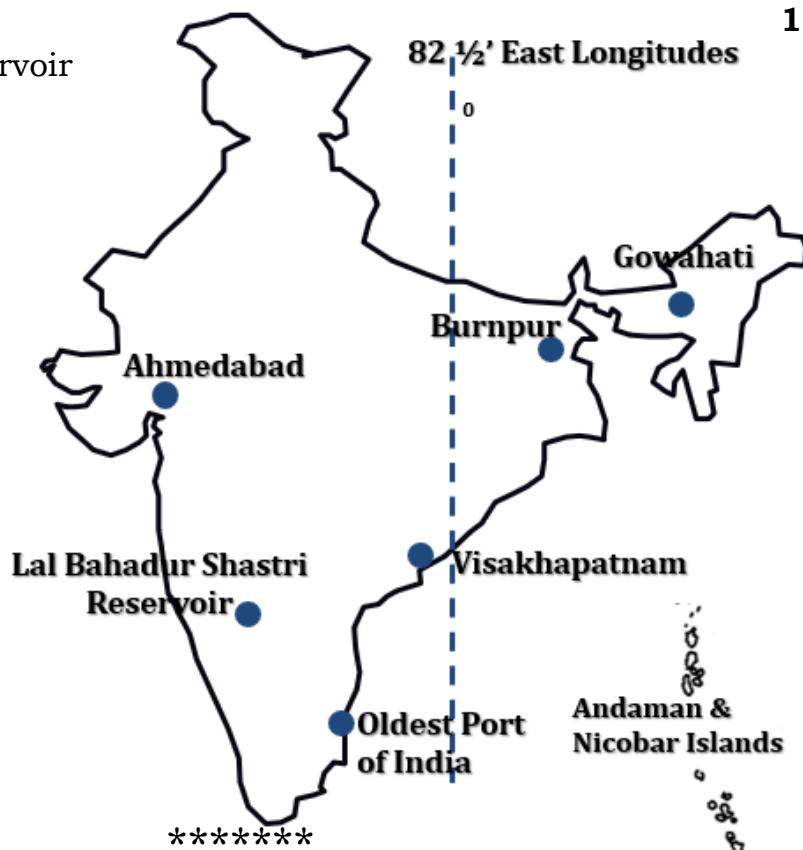 1
rvoir
82 ½’ East Longitudes
0
Gowahati
Burnpur
Ahmedabad
Lal Bahadur Shastri
Reservoir
Visakhapatnam
Oldest Port
of India
Andaman &
Nicobar Islands
*******